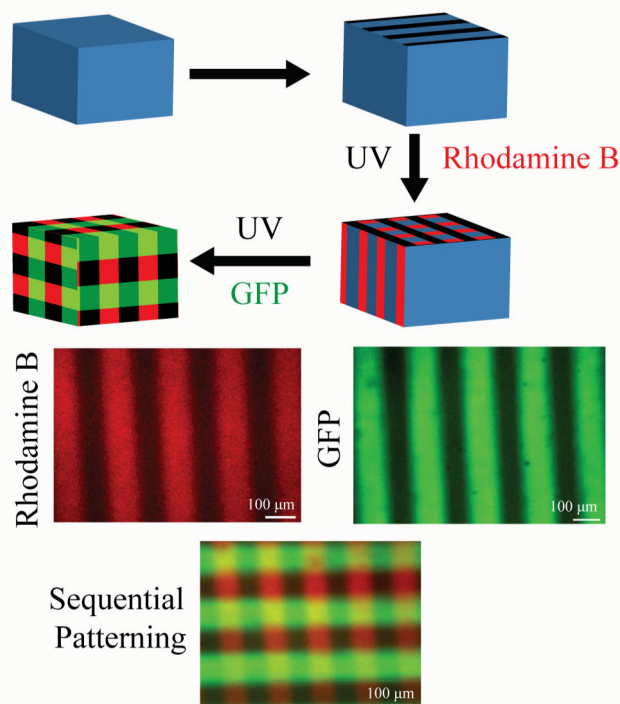 UV
Rhodamine B
UV
GFP
Rhodamine B
100 µm
GFP
100 µm
Sequential
Patterning
100 µm